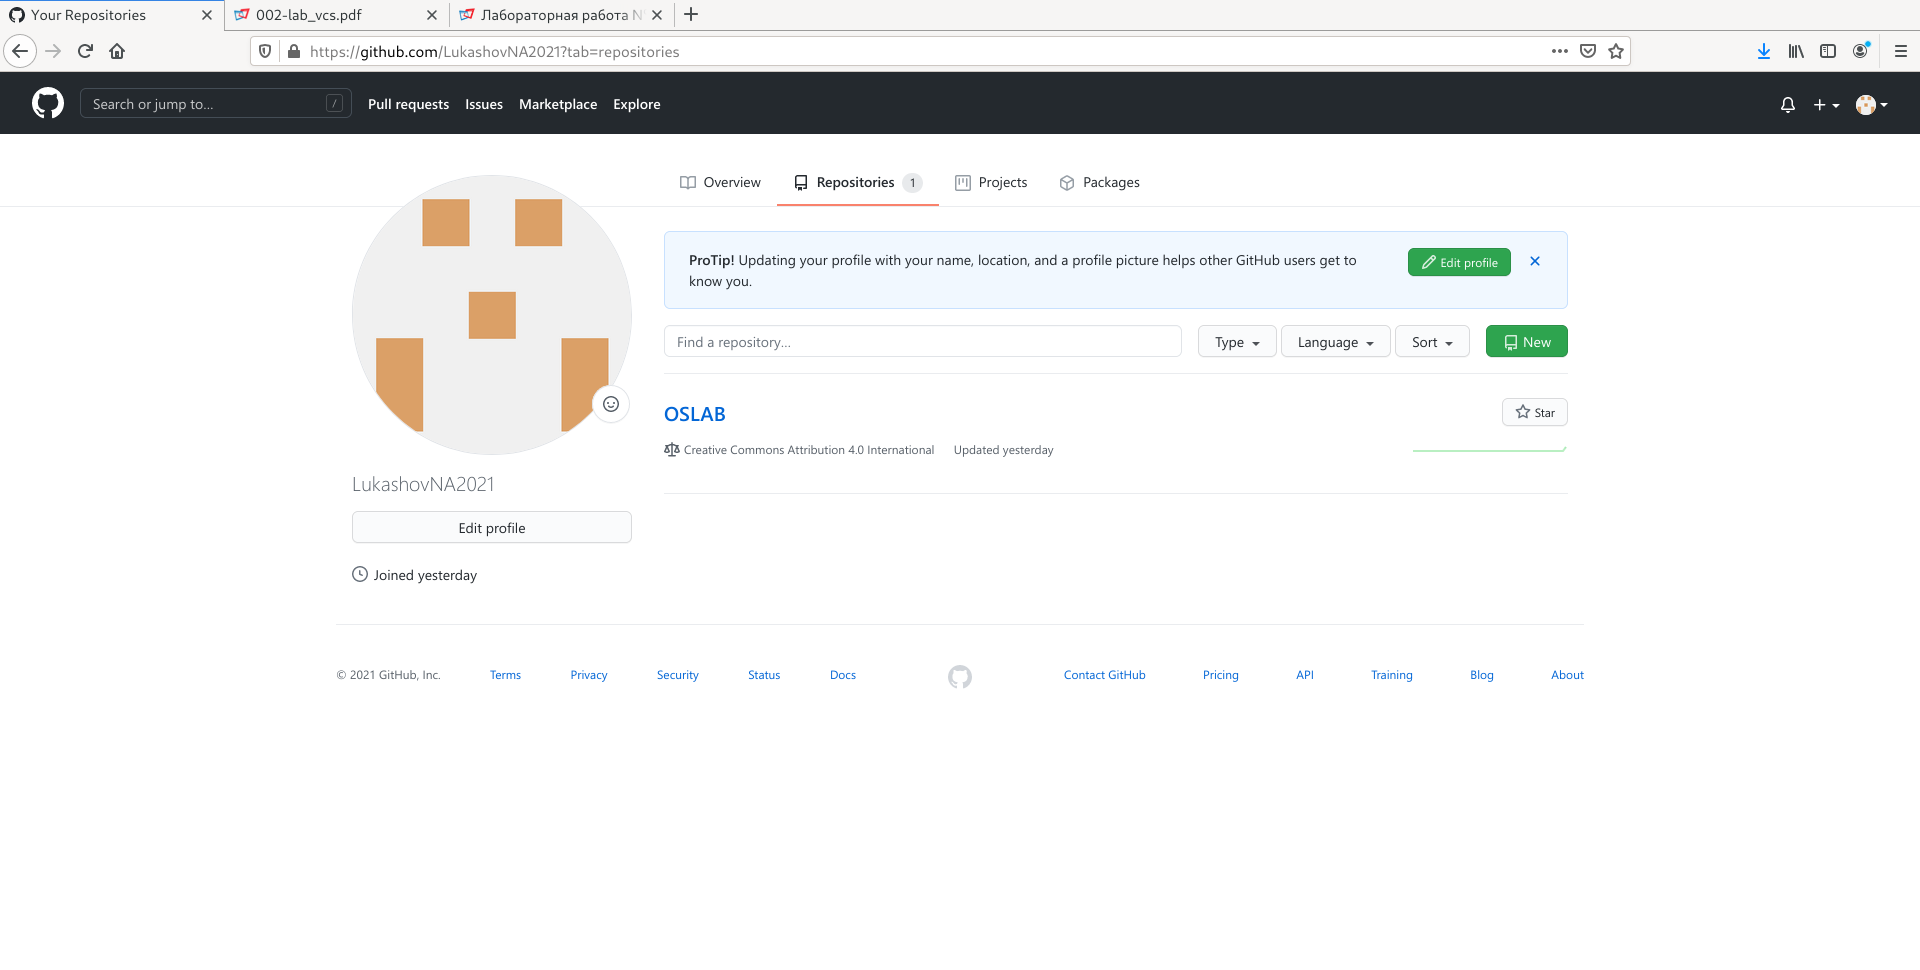 Your Repositories
002-lab_vcs.pdf
Лабораторная работа
https://github.com/LukashovNA2021?tab=repositories
Search or jump to...
/
Pull requests
Issues
Marketplace
Explore
Overview
Repositories 1
Projects
Packages
ProTip! Updating your profile with your name, location, and a profile picture helps other GitHub users get to
know you.
Edit profile
Find a repository...
Type
Language
Sort
New
OSLAB
Star
Creative Commons Attribution 4.0 International
Updated yesterday
LukashovNA2021
Edit profile
Joined yesterday
© 2021 GitHub, Inc.
Terms
Privacy
Security
Status
Docs
Contact GitHub
Pricing
API
Training
Blog
About